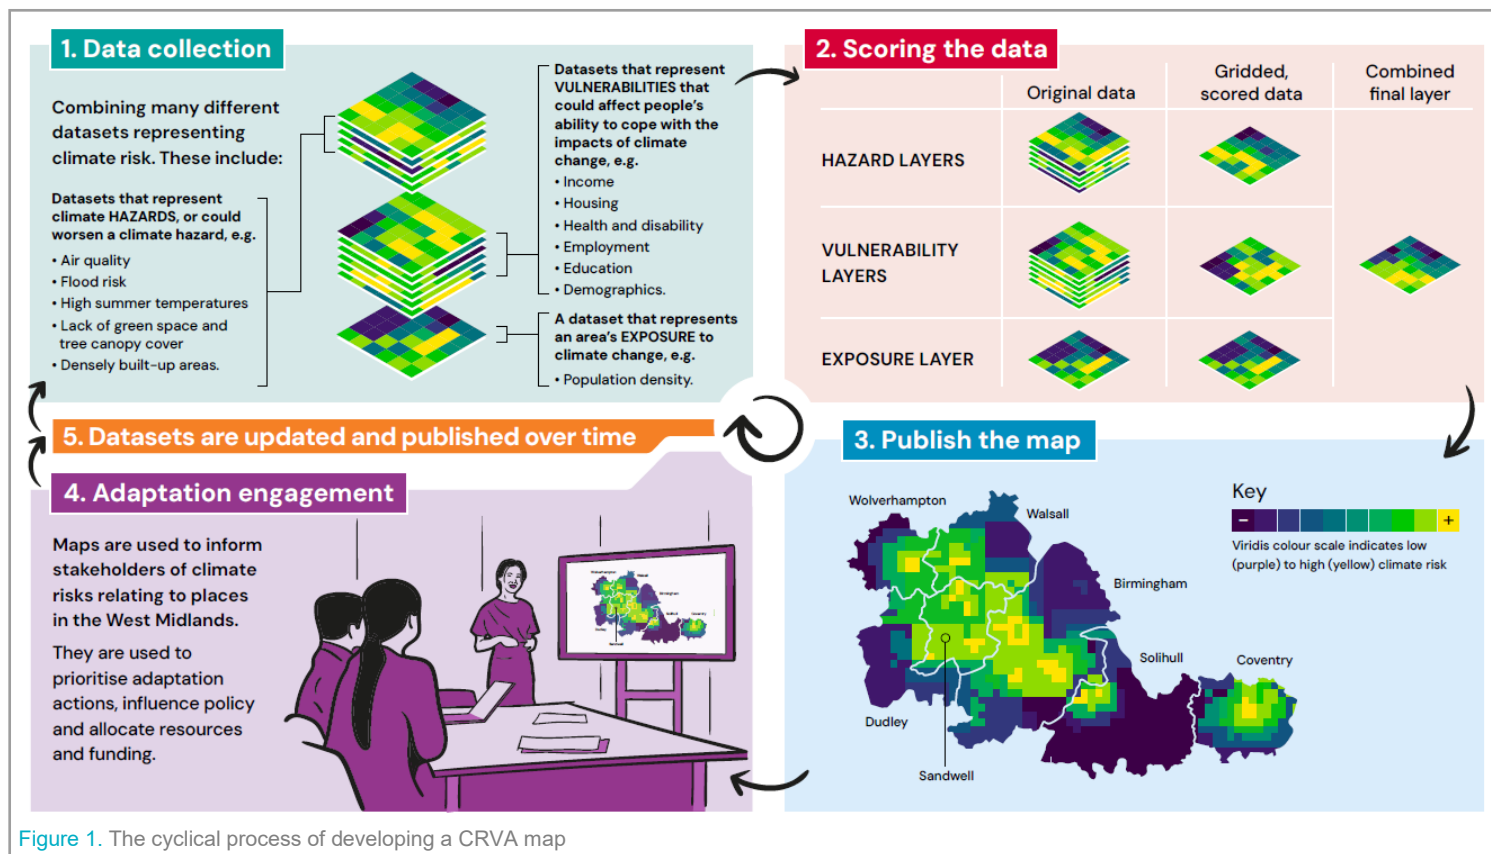 1. Data collection
Combining many different
datasets representing
climate risk. These include:
Datasets that represent
climate HAZARDS, or could
worsen a climate hazard, e.g.
• Air quality
• Flood risk
• High summer temperatures
• Lack of green space and
tree canopy cover
• Densely built-up areas.
Datasets that represent
VULNERABILITIES that
could affect people's
ability to cope with the
impacts of climate
change, e.g.
• Income
• Housing
• Health and disability
• Employment
• Education
• Demographics.
A dataset that represents
an area's EXPOSURE to
climate change, e.g.
• Population density.
2. Scoring the data
Original data
Gridded,
scored data
Combined
final layer
HAZARD LAYERS
VULNERABILITY
LAYERS
EXPOSURE LAYER
3. Publish the map
Wolverhampton
Walsall
Birmingham
Solihull
Coventry
Dudley
Sandwell
Key
– +
Viridis colour scale indicates low
(purple) to high (yellow) climate risk
5. Datasets are updated and published over time
4. Adaptation engagement
Maps are used to inform
stakeholders of climate
risks relating to places
in the West Midlands.
They are used to
prioritise adaptation
actions, influence policy
and allocate resources
and funding.
Wolverhampton
Walsall
Birmingham
Solihull
Coventry
Dudley
Sandwell
Figure 1. The cyclical process of developing a CRVA map